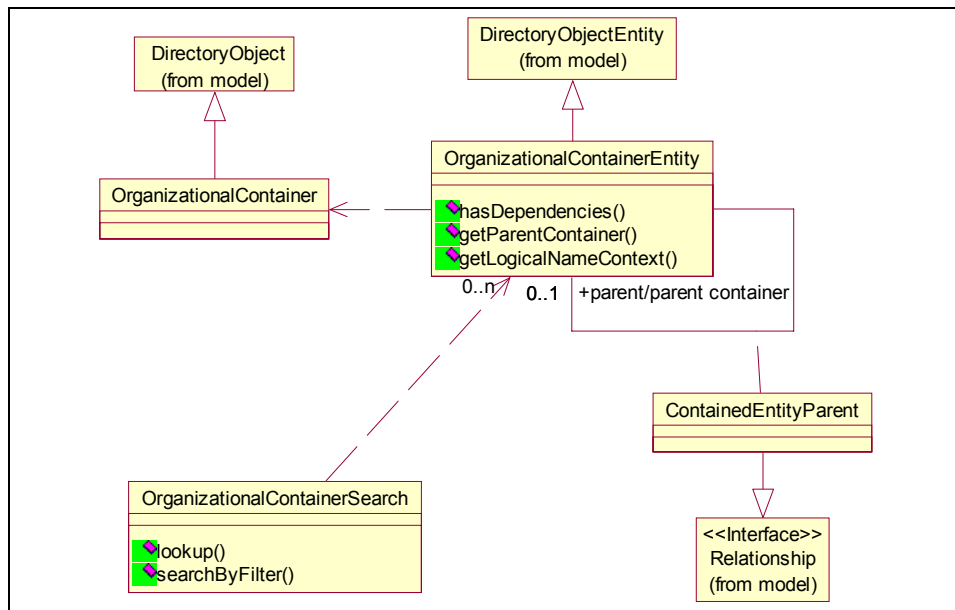 DirectoryObject
(from model)
DirectoryObjectEntity
(from model)
OrganizationalContainer
OrganizationalContainerEntity
hasDependencies()
getParentContainer()
getLogicalNameContext()
0..n
0..1
+parent/parent container
ContainedEntityParent
OrganizationalContainerSearch
lookup()
searchByFilter()
<<Interface>>
Relationship
(from model)